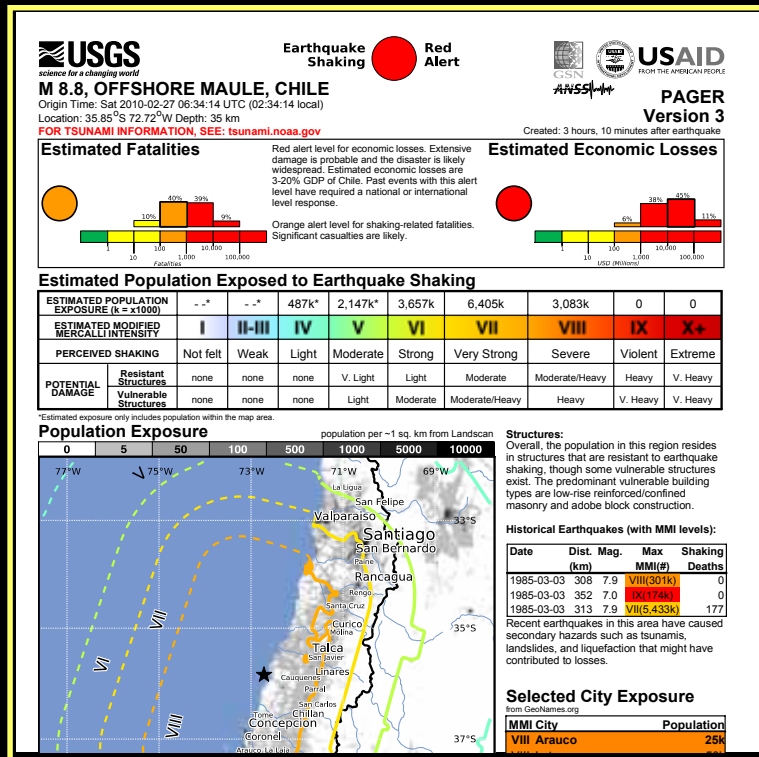 USGS
science for a changing world
Earthquake
Shaking
Red
Alert
GSN
ANSS
USAID
FROM THE AMERICAN PEOPLE
M 8.8, OFFSHORE MAULE, CHILE
Origin Time: Sat 2010-02-27 06:34:14 UTC (02:34:14 local)
Location: 35.85°S 72.72°W Depth: 35 km
FOR TSUNAMI INFORMATION, SEE: tsunami.noaa.gov
PAGER
Version 3
Created: 3 hours, 10 minutes after earthquake
Estimated Fatalities
10% 40% 39% 9%
1 10 100 1,000 10,000 100,000
Fatalities
Red alert level for economic losses. Extensive
damage is probable and the disaster is likely
widespread. Estimated economic losses are
3-20% GDP of Chile. Past events with this alert
level have required a national or international
level response.
Orange alert level for shaking-related fatalities.
Significant casualties are likely.
Estimated Economic Losses
6% 38% 45% 11%
1 10 100 1,000 10,000 100,000
USD (Millions)
Estimated Population Exposed to Earthquake Shaking
ESTIMATED POPULATION EXPOSURE (k = x1000) - -* - -* 487k* 2,147k* 3,657k 6,405k 3,083k 0 0
ESTIMATED MODIFIED MERCALLI INTENSITY I II-III IV V VI VII VIII IX X+
PERCEIVED SHAKING Not felt Weak Light Moderate Strong Very Strong Severe Violent Extreme
POTENTIAL DAMAGE
Resistant Structures none none none V. Light Light Moderate Moderate/Heavy Heavy V. Heavy
Vulnerable Structures none none none Light Moderate Moderate/Heavy Heavy V. Heavy V. Heavy
*Estimated exposure only includes population within the map area.
Population Exposure
population per ~1 sq. km from Landscan
0 5 50 100 500 1000 5000 10000
77°W 75°W 73°W 71°W 69°W
V
La Ligua
San Felipe
Valparaiso
33°S
Santiago
San Bernardo
Paine
Rancagua
Rengo
Santa Cruz
VII
Curico
35°S
Molina
Talca
San Javier
VI
Linares
Cauquenes
Parral
San Carlos
Tome
Chillan
VIII
Concepción
Coronel
37°S
Arauco La Laja
Structures:
Overall, the population in this region resides
in structures that are resistant to earthquake
shaking, though some vulnerable structures
exist. The predominant vulnerable building
types are low-rise reinforced/confined
masonry and adobe block construction.
Historical Earthquakes (with MMI levels):
Date Dist. Mag. Max Shaking
(km) MMI(#) Deaths
1985-03-03 308 7.9 VIII(301k) 0
1985-03-03 352 7.0 IX(174k) 0
1985-03-03 313 7.9 VII(5,433k) 177
Recent earthquakes in this area have caused
secondary hazards such as tsunamis,
landslides, and liquefaction that might have
contributed to losses.
Selected City Exposure
from GeoNames.org
MMI City Population
VIII Arauco 25k